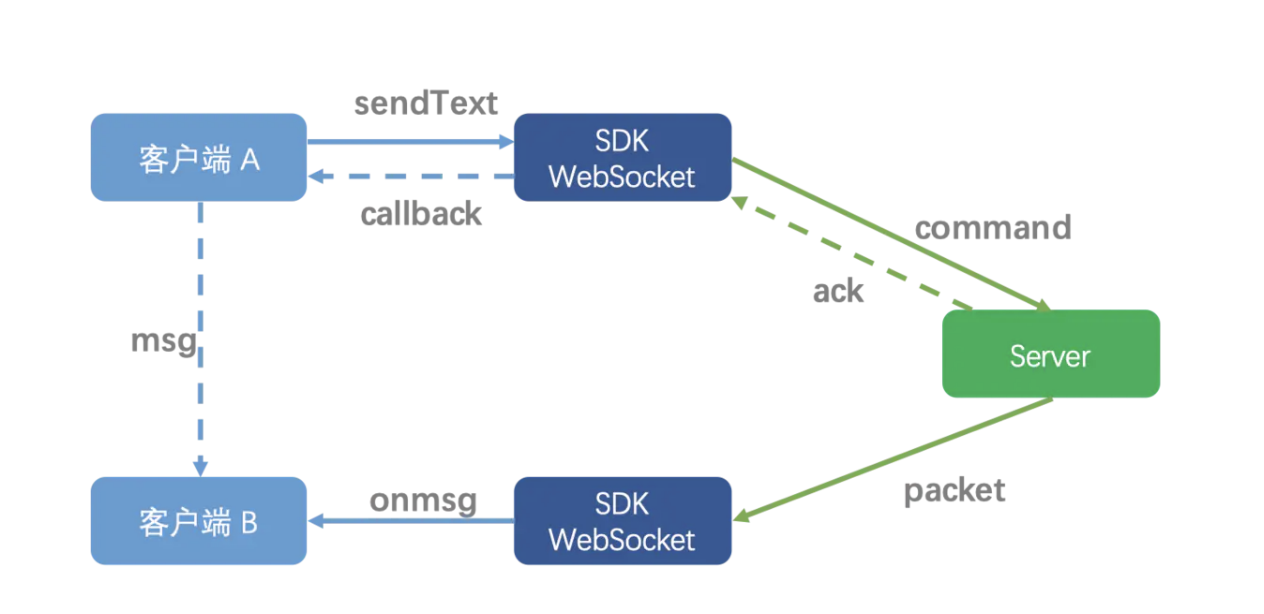 sendText
客户端 A
SDK
WebSocket
callback
command
ack
msg
Server
packet
客户端 B
onmsg
SDK
WebSocket